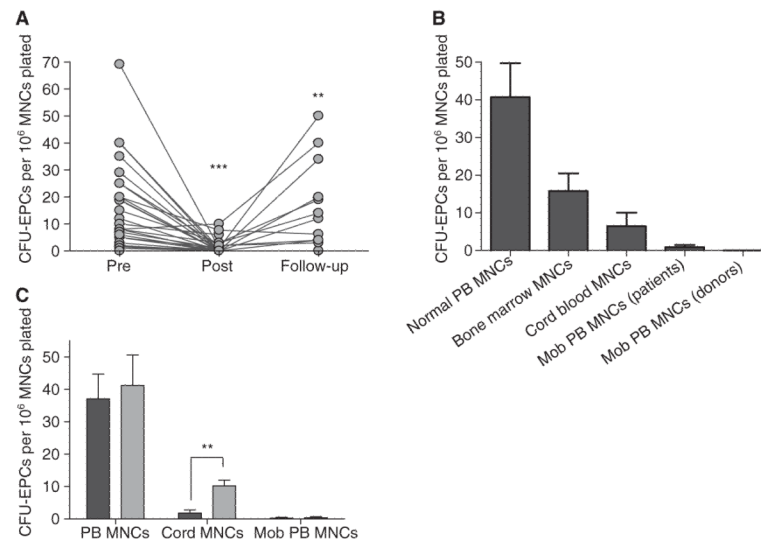 A
CFU-EPCs per 10⁶ MNCs plated
70
60
50
40
30
20
10
0
***
**
Pre Post Follow-up
B
CFU-EPCs per 10⁶ MNCs plated
50
40
30
20
10
0
Normal PB MNCs
Bone marrow MNCs
Cord blood MNCs
Mob PB MNCs (patients)
Mob PB MNCs (donors)
C
CFU-EPCs per 10⁶ MNCs plated
50
40
30
20
10
0
**
PB MNCs Cord MNCs Mob PB MNCs